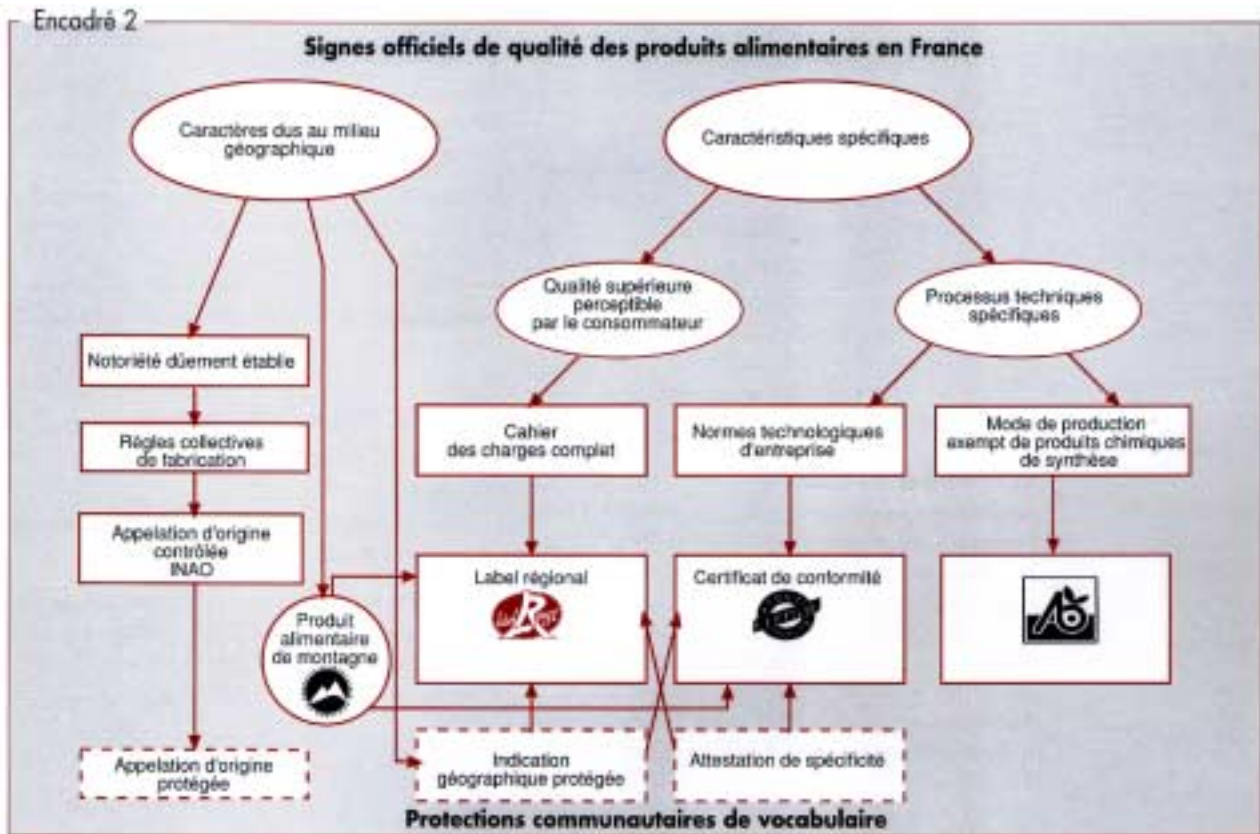 Encadré 2
Signes officiels de qualité des produits alimentaires en France
Caractères dus au milieu
géographique
Caractéristiques spécifiques
Qualité supérieure
perceptible
par le consommateur
Processus techniques
spécifiques
Notoriété dûement établie
Règles collectives
de fabrication
Cahier
des charges complet
Normes technologiques
d'entreprise
Mode de production
exempt de produits chimiques
de synthèse
Appelation d'origine
contrôlée
INAO
Label régional
Certificat de conformité
AB
Produit
alimentaire
de montagne
Appelation d'origine
protégée
Indication
géographique protégée
Attestation de spécificité
Protections communautaires de vocabulaire